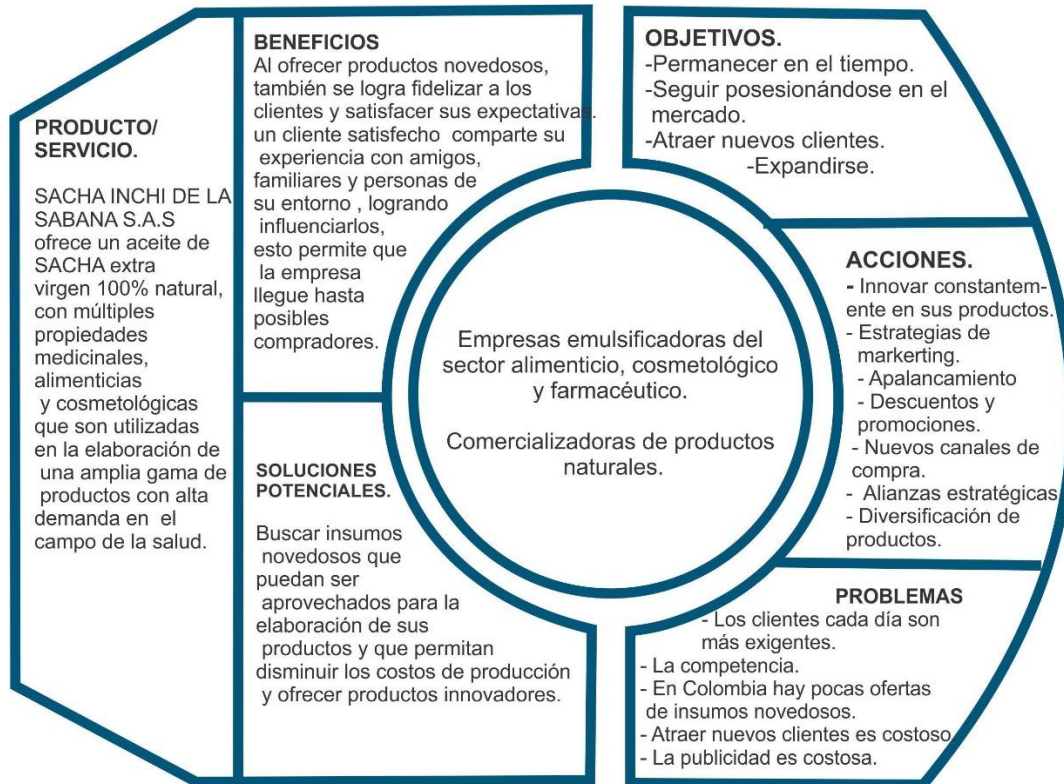 PRODUCTO/
SERVICIO.
SACHA INCHI DE LA
SABANA S.A.S
ofrece un aceite de
SACHA extra
virgen 100% natural,
con múltiples
propiedades
medicinales,
alimenticias
y cosmetológicas
que son utilizadas
en la elaboración de
una amplia gama de
productos con alta
demanda en el
campo de la salud.
BENEFICIOS
Al ofrecer productos novedosos,
también se logra fidelizar a los
clientes y satisfacer sus expectativas.
un cliente satisfecho comparte su
experiencia con amigos,
familiares y personas de
su entorno , logrando
influenciarlos,
esto permite que
la empresa
llegue hasta
posibles
compradores.
SOLUCIONES
POTENCIALES.
Buscar insumos
novedosos que
puedan ser
aprovechados para la
elaboración de sus
productos y que permitan
disminuir los costos de producción
y ofrecer productos innovadores.
Empresas emulsificadoras del
sector alimenticio, cosmetológico
y farmacéutico.
Comercializadoras de productos
naturales.
OBJETIVOS.
-Permanecer en el tiempo.
-Seguir posesionándose en el
mercado.
-Atraer nuevos clientes.
-Expandirse.
ACCIONES.
- Innovar constantem-
ente en sus productos.
- Estrategias de
markerting.
- Apalancamiento
- Descuentos y
promociones.
- Nuevos canales de
compra.
- Alianzas estratégicas
- Diversificación de
productos.
PROBLEMAS
- Los clientes cada día son
más exigentes.
- La competencia.
- En Colombia hay pocas ofertas
de insumos novedosos.
- Atraer nuevos clientes es costoso
- La publicidad es costosa.